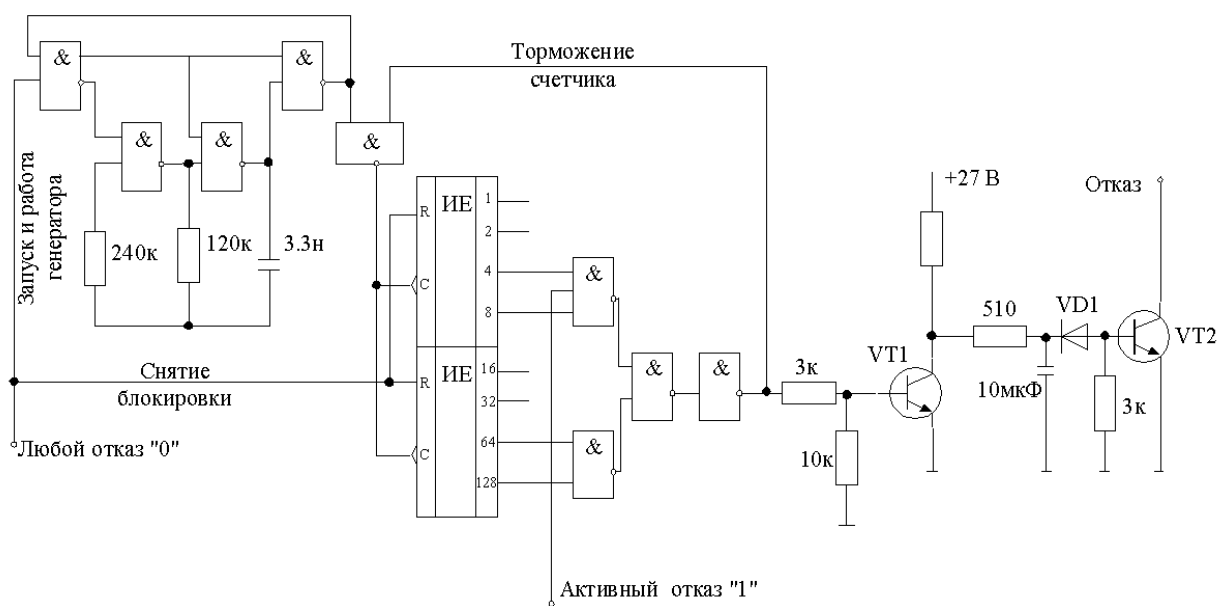 &
&
&
&
&
Запуск и работа
генератора
240к
120к
3.3н
Торможение
счетчика
R
ИЕ
1
2
C
4
8
R
ИЕ
16
32
C
64
128
Снятие
блокировки
Любой отказ "0"
&
&
&
&
Активный отказ "1"
3к
10к
VT1
+27 В
510
10мкФ
VD1
3к
VT2
Отказ